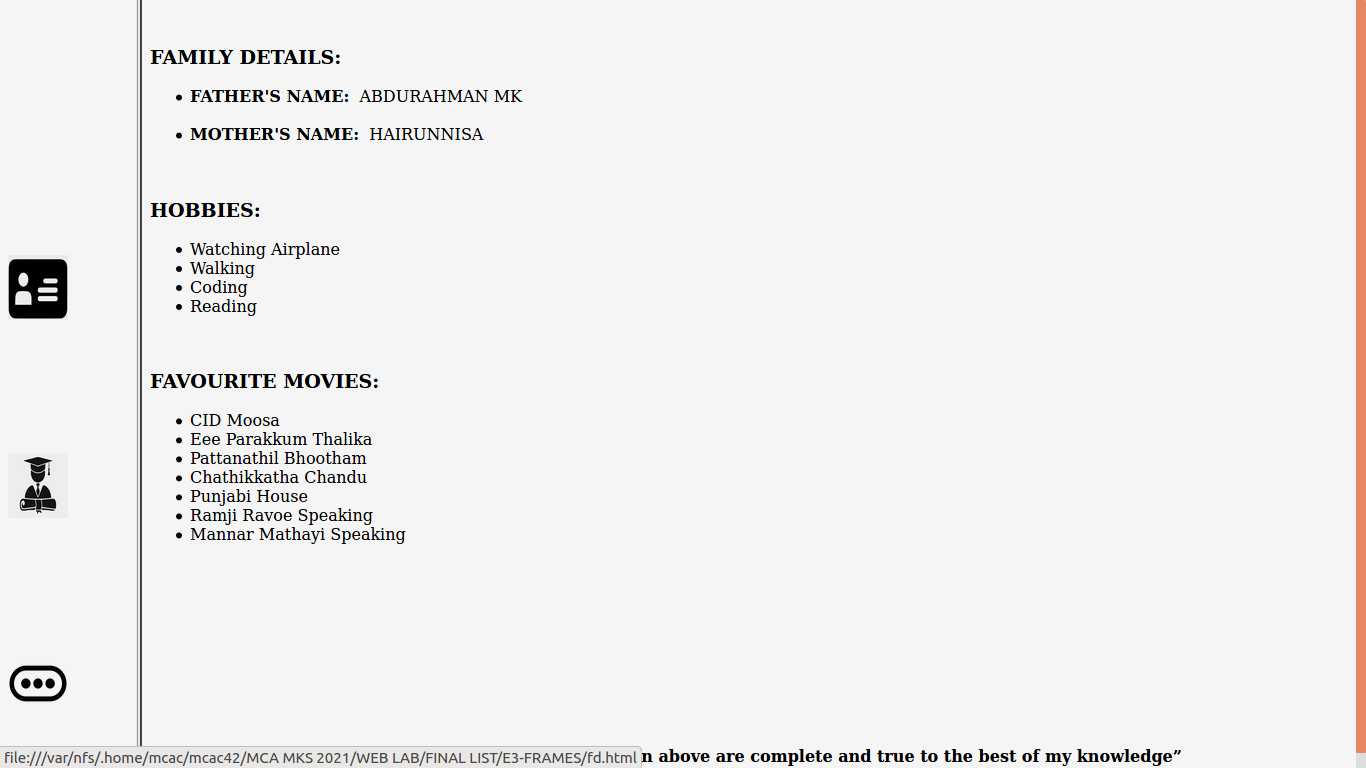 FAMILY DETAILS:
FATHER'S NAME: ABDURAHMAN MK
MOTHER'S NAME: HAIRUNNISA
HOBBIES:
Watching Airplane
Walking
Coding
Reading
FAVOURITE MOVIES:
CID Moosa
Eee Parakkum Thalika
Pattanathil Bhootham
Chathikkatha Chandu
Punjabi House
Ramji Ravoe Speaking
Mannar Mathayi Speaking
file:///var/nfs/.home/mcac/mcac42/MCA MKS 2021/WEB LAB/FINAL LIST/E3-FRAMES/fd.html
above are complete and true to the best of my knowledge”